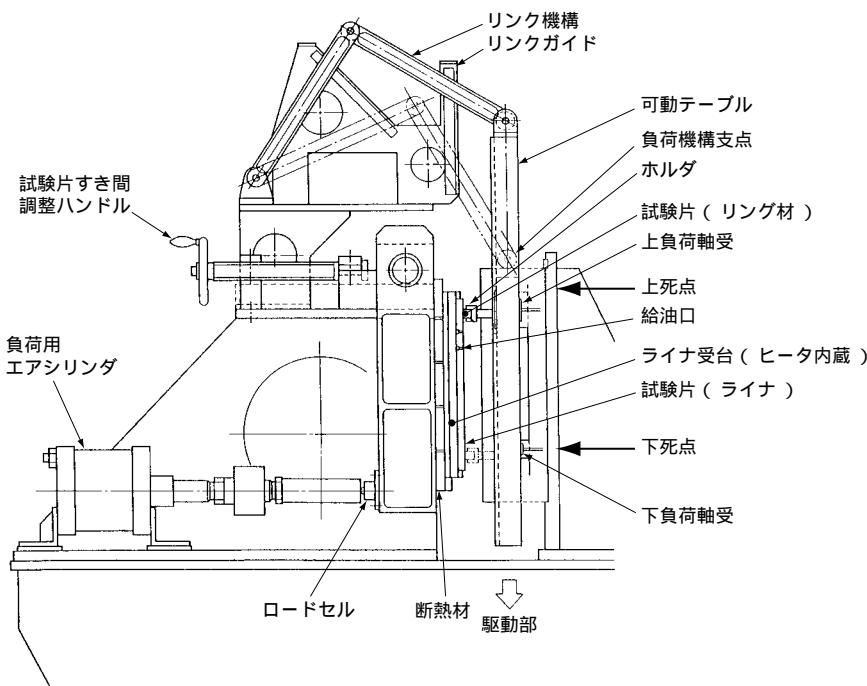 リンク機構
リンクガイド
可動テーブル
負荷機構支点
ホルダ
試験片すき間
調整ハンドル
試験片（リング材）
上負荷軸受
上死点
給油口
負荷用
エアシリンダ
ライナ受台（ヒータ内蔵）
試験片（ライナ）
下死点
下負荷軸受
ロードセル
断熱材
駆動部